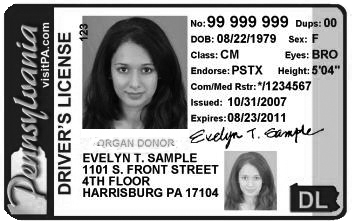 Pennsylvania
visitPA.com
DRIVER'S LICENSE
123
No: 99 999 999 Dups: 00
DOB: 08/22/1979 Sex: F
Class: CM Eyes: BRO
Endorse: PSTX Height: 5'04"
Com/Med Rstr: */1234567
Issued: 10/31/2007
Expires: 08/23/2011
Evelyn T. Sample
ORGAN DONOR
EVELYN T. SAMPLE
1101 S. FRONT STREET
4TH FLOOR
HARRISBURG PA 17104
DL